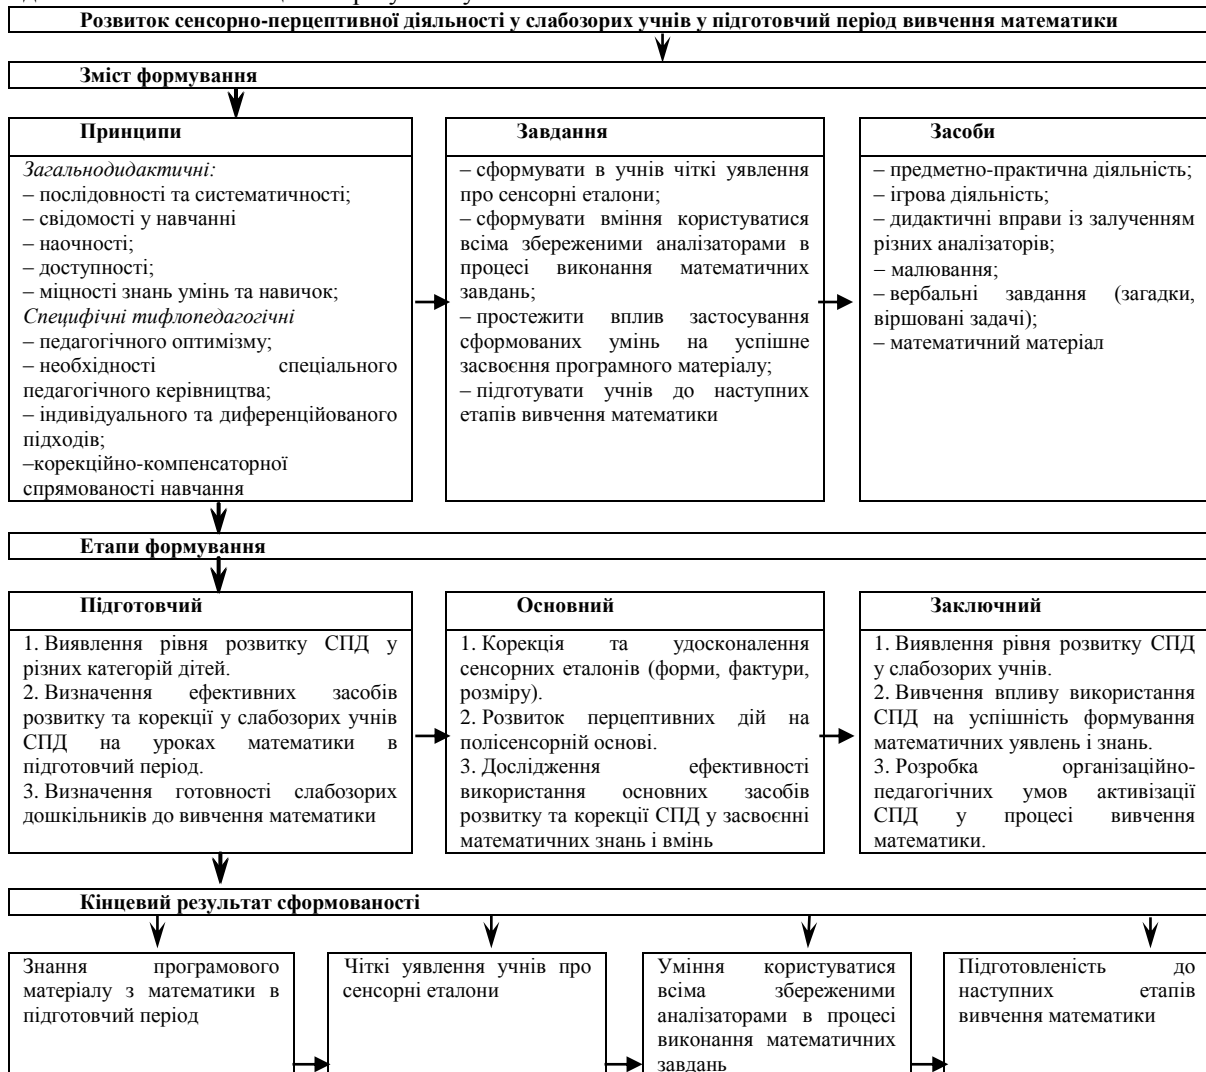 Розвиток сенсорно-перцептивної діяльності у слабозорих учнів у підготовчий період вивчення математики
Зміст формування
Принципи
Загальнодидактичні:
– послідовності та систематичності;
– свідомості у навчанні
– наочності;
– доступності;
– міцності знань умінь та навичок;
Специфічні тифлопедагогічні
– педагогічного оптимізму;
– необхідності спеціального
педагогічного керівництва;
– індивідуального та диференційованого
підходів;
–корекційно-компенсаторної
спрямованості навчання
Завдання
– сформувати в учнів чіткі уявлення
про сенсорні еталони;
– сформувати вміння користуватися
всіма збереженими аналізаторами в
процесі виконання математичних
завдань;
– простежити вплив застосування
сформованих умінь на успішне
засвоєння програмного матеріалу;
– підготувати учнів до наступних
етапів вивчення математики
Засоби
– предметно-практична діяльність;
– ігрова діяльність;
– дидактичні вправи із залученням
різних аналізаторів;
– малювання;
– вербальні завдання (загадки,
віршовані задачі);
– математичний матеріал
Етапи формування
Підготовчий
1. Виявлення рівня розвитку СПД у
різних категорій дітей.
2. Визначення ефективних засобів
розвитку та корекції у слабозорих учнів
СПД на уроках математики в
підготовчий період.
3. Визначення готовності слабозорих
дошкільників до вивчення математики
Основний
1. Корекція та удосконалення
сенсорних еталонів (форми, фактури,
розміру).
2. Розвиток перцептивних дій на
полісенсорній основі.
3. Дослідження ефективності
використання основних засобів
розвитку та корекції СПД у засвоєнні
математичних знань і вмінь
Заключний
1. Виявлення рівня розвитку СПД
у слабозорих учнів.
2. Вивчення впливу використання
СПД на успішність формування
математичних уявлень і знань.
3. Розробка організаційно-
педагогічних умов активізації
СПД у процесі вивчення
математики.
Кінцевий результат сформованості
Знання програмового
матеріалу з математики в
підготовчий період
Чіткі уявлення учнів про
сенсорні еталони
Уміння користуватися
всіма збереженими
аналізаторами в процесі
виконання математичних
завдань
Підготовленість до
наступних етапів
вивчення математики